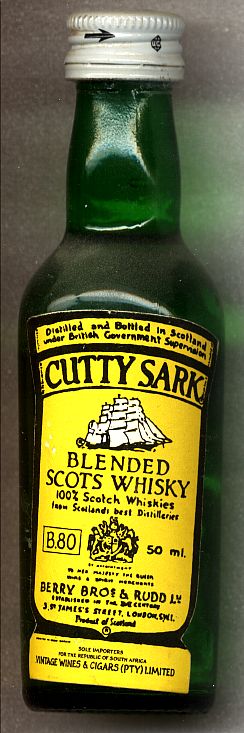 Distilled and Bottled in Scotland
under British Government Supervision
CUTTY SARK
BLENDED
SCOTS WHISKY
100% Scotch Whiskies
from Scotlands best Distilleries
B.80
50 ml.
BY APPOINTMENT
TO HER MAJESTY THE QUEEN
WINE & SPIRIT MERCHANTS
BERRY BROS & RUDD LTD
ESTABLISHED IN THE XVII CENTURY
3, ST JAMES'S STREET, LONDON, SW1.
Product of Scotland
SOLE IMPORTERS
FOR THE REPUBLIC OF SOUTH AFRICA
VINTAGE WINES & CIGARS (PTY) LIMITED